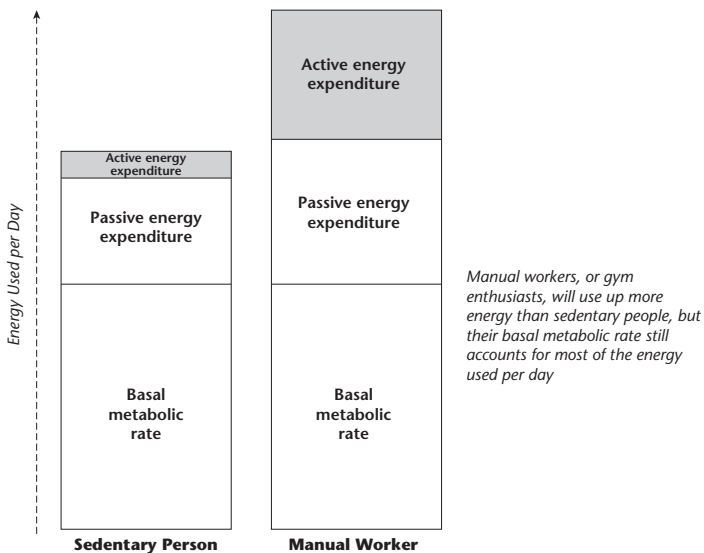 Energy Used per Day
Active energy
expenditure
Passive energy
expenditure
Basal
metabolic
rate
Sedentary Person
Active energy
expenditure
Passive energy
expenditure
Basal
metabolic
rate
Manual Worker
Manual workers, or gym
enthusiasts, will use up more
energy than sedentary people, but
their basal metabolic rate still
accounts for most of the energy
used per day